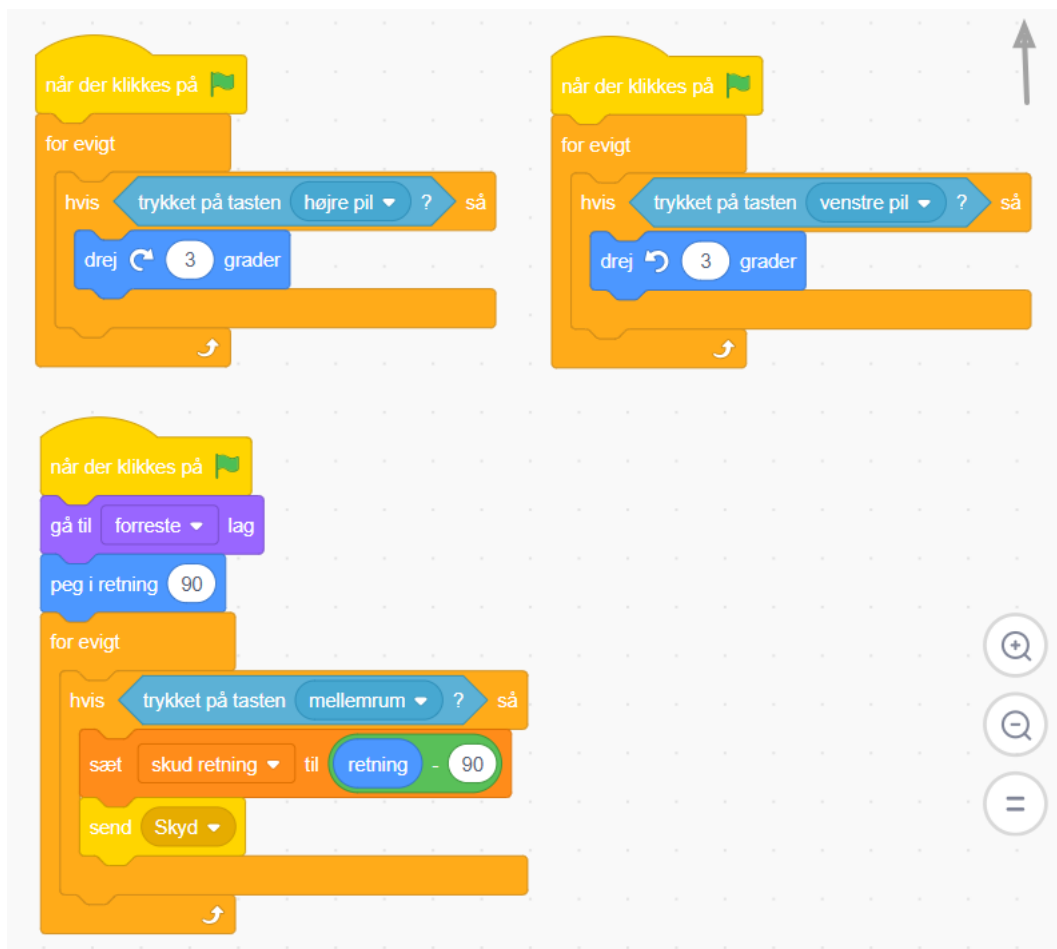 når der klikkes på
for evigt
hvis trykket på tasten højre pil ? så
drej 3 grader
når der klikkes på
for evigt
hvis trykket på tasten venstre pil ? så
drej 3 grader
når der klikkes på
gå til forreste lag
peg i retning 90
for evigt
hvis trykket på tasten mellemrum ? så
sæt skud retning til retning - 90
send Skyd